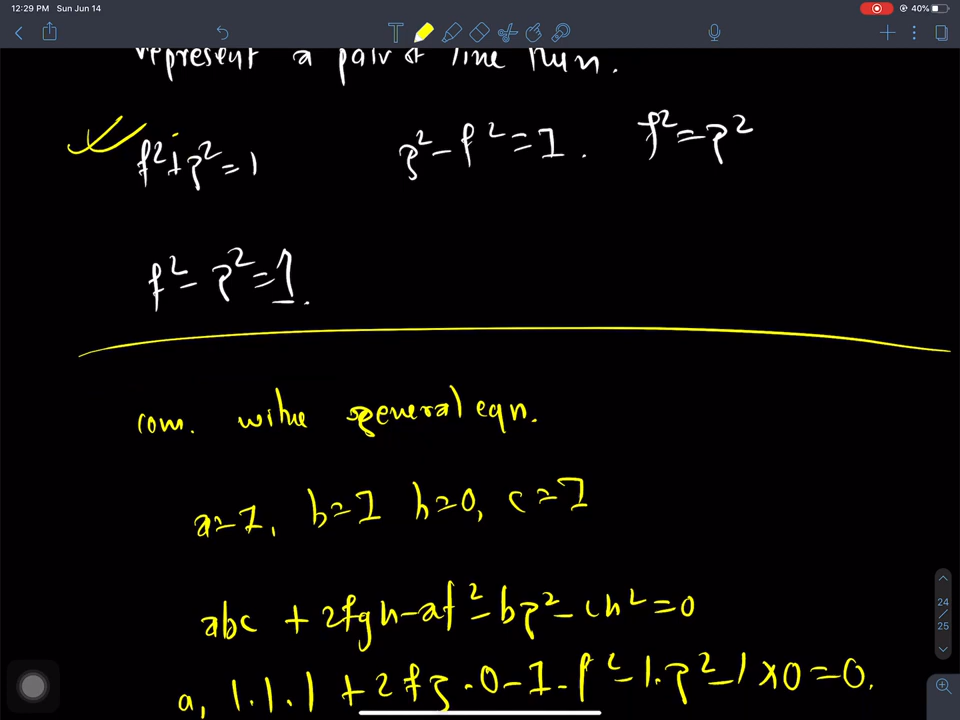 12:29 PM Sun Jun 14
40%
represent a pair of line then.
f²+g²=1 g²-f²=1. f²=g²
f²-g²=1.
com. withe general eqn.
a=1, b=1 h=0, c=1
abc + 2fgh-af²-bg²-ch²=0
24
/
25
a, 1.1.1 + 2fg.0-1.f²-1.g²-1×0=0.